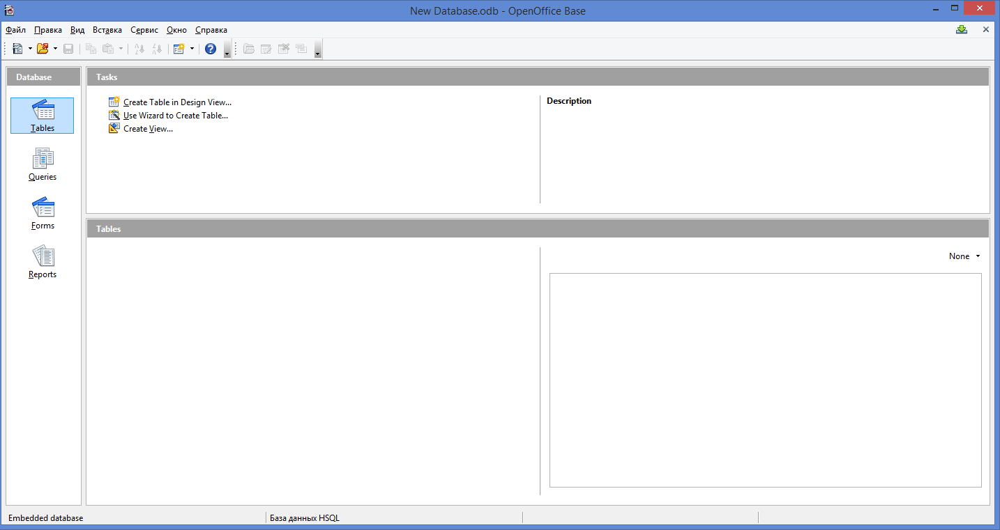 New Database.odb - OpenOffice Base
Файл Правка Вид Вставка Сервис Окно Справка
Database
Tasks
Tables
Queries
Forms
Reports
Create Table in Design View...
Use Wizard to Create Table...
Create View...
Description
Tables
None
Embedded database
База данных HSQL